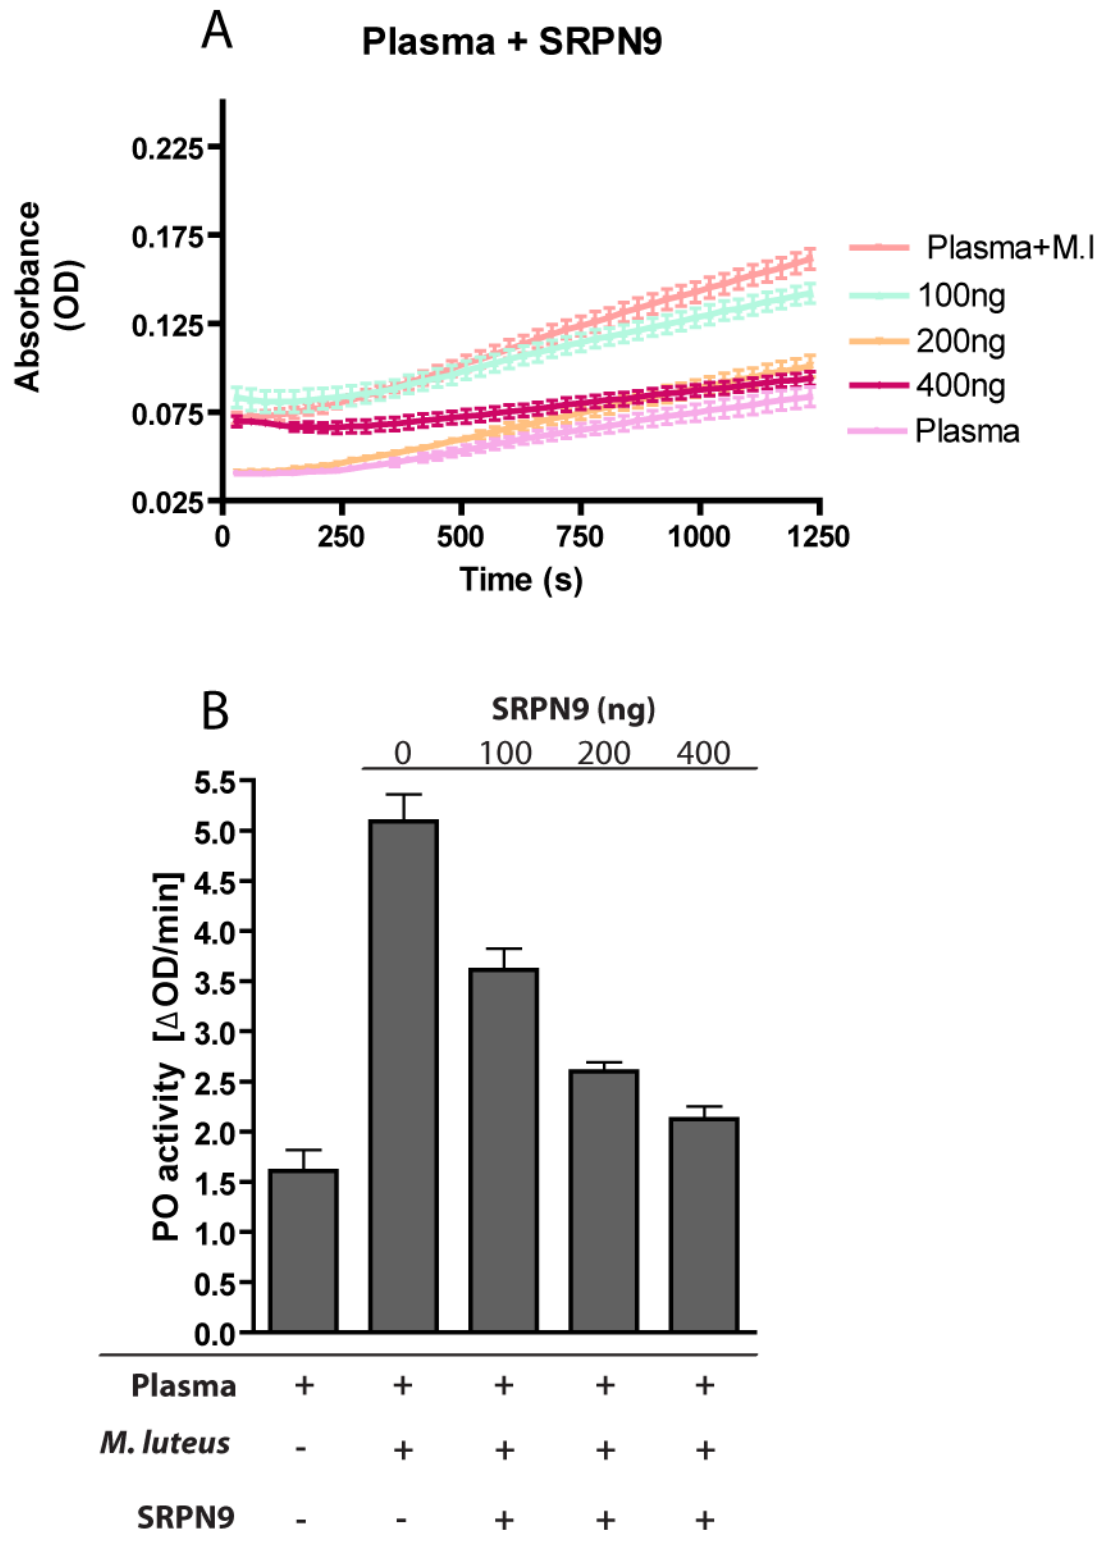 A
Plasma + SRPN9
Absorbance
(OD)
0.225
0.175
0.125
0.075
0.025
0
250
500
750
1000
1250
Time (s)
Plasma+M.l
100ng
200ng
400ng
Plasma
B
SRPN9 (ng)
0 100 200 400
PO activity [ΔOD/min]
5.5
5.0
4.5
4.0
3.5
3.0
2.5
2.0
1.5
1.0
0.5
0.0
Plasma + + + + +
M. luteus - + + + +
SRPN9 - - + + +